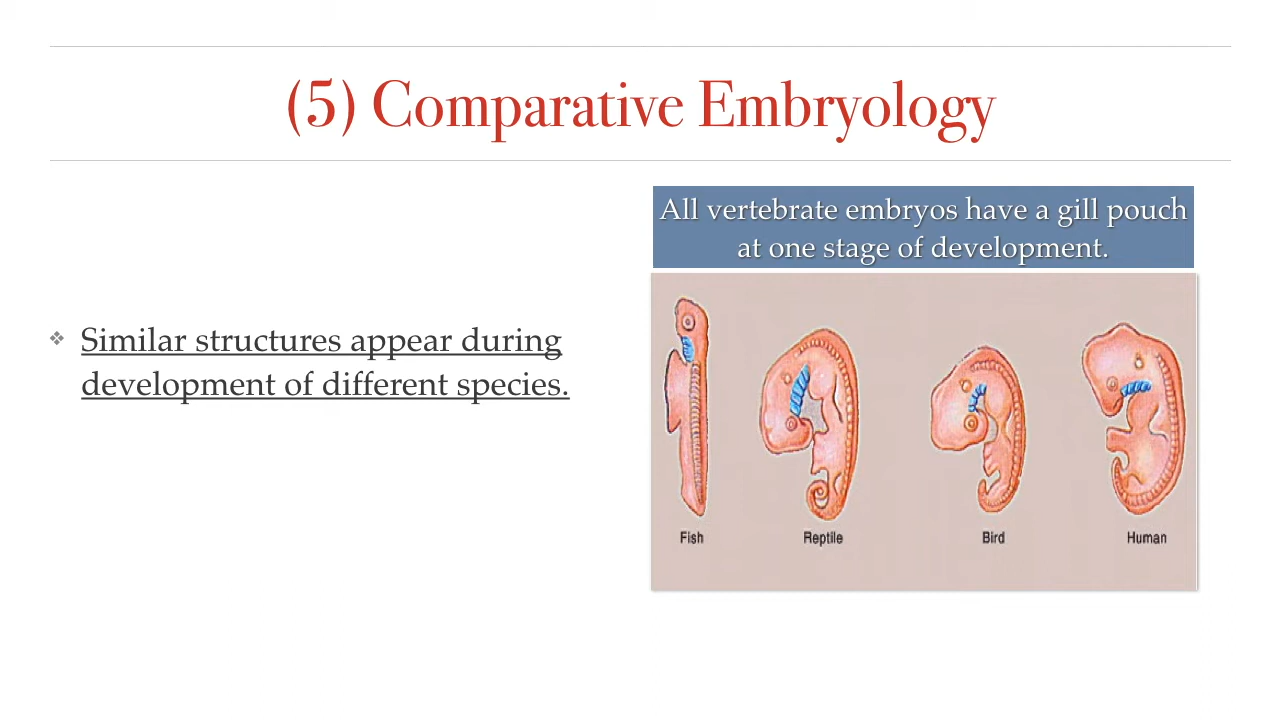 (5) Comparative Embryology
❖ Similar structures appear during
development of different species.
All vertebrate embryos have a gill pouch
at one stage of development.
Fish Reptile Bird Human